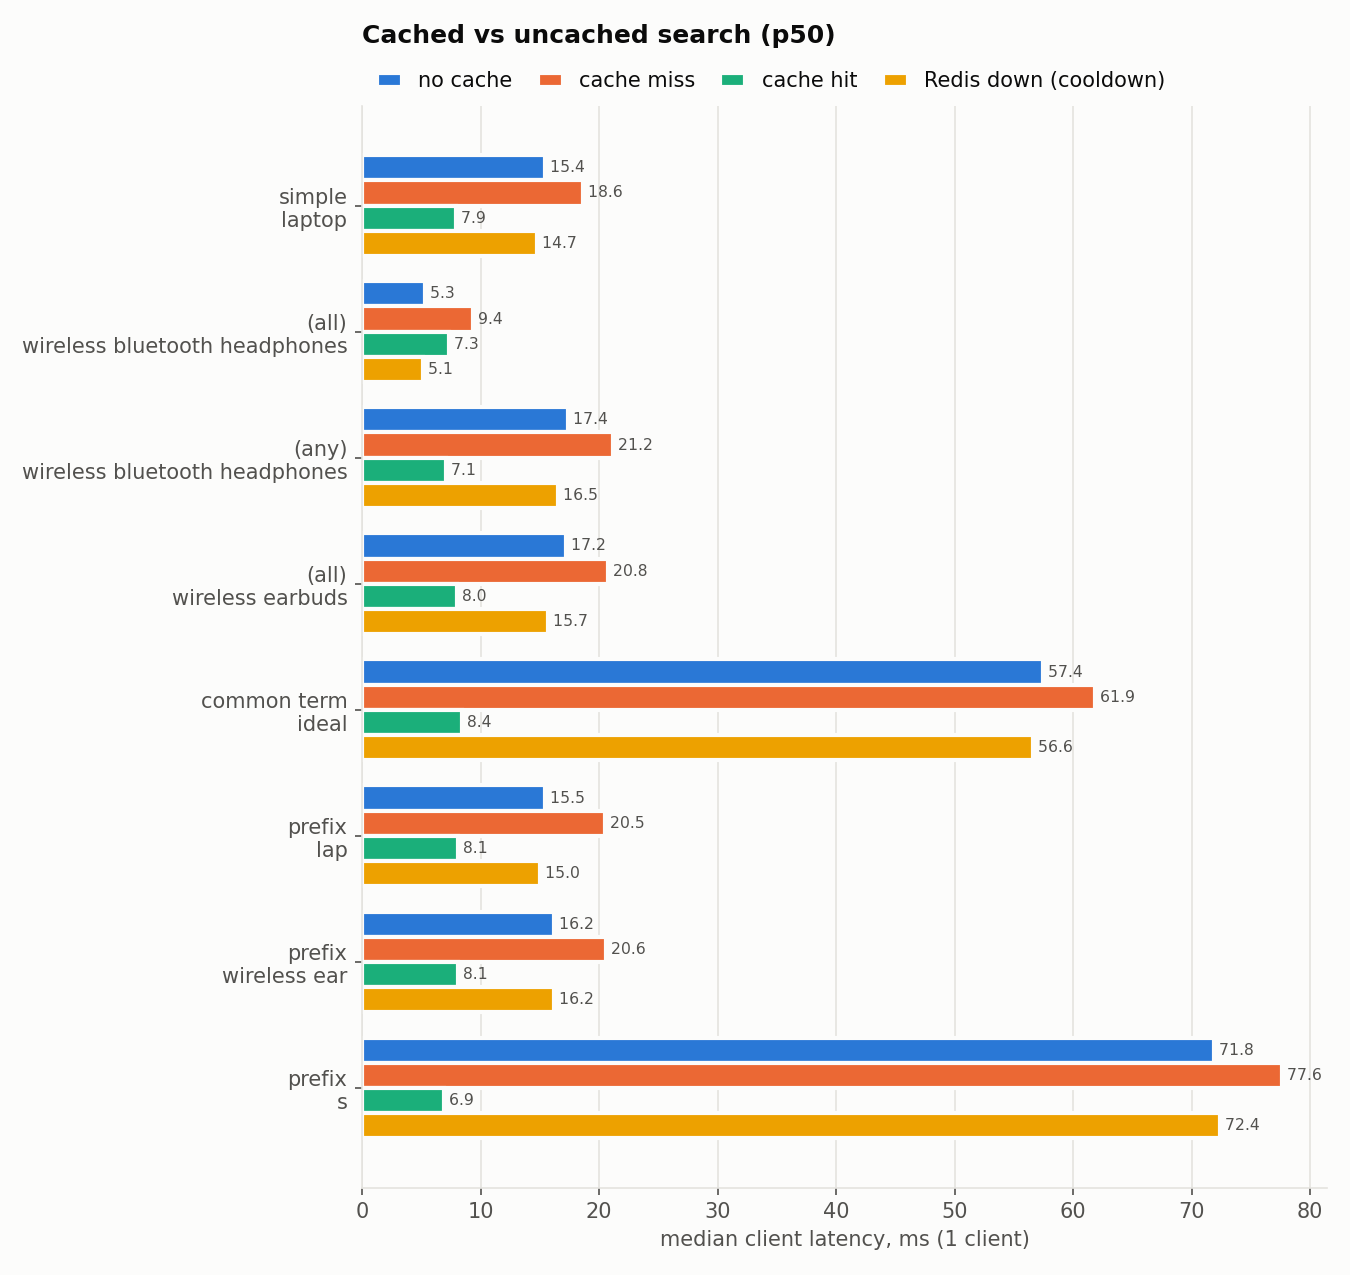 Cached vs uncached search (p50)
no cache
cache miss
cache hit
Redis down (cooldown)
simple
laptop
15.4
18.6
7.9
14.7
(all)
wireless bluetooth headphones
5.3
9.4
7.3
5.1
(any)
wireless bluetooth headphones
17.4
21.2
7.1
16.5
(all)
wireless earbuds
17.2
20.8
8.0
15.7
common term
ideal
57.4
61.9
8.4
56.6
prefix
lap
15.5
20.5
8.1
15.0
prefix
wireless ear
16.2
20.6
8.1
16.2
prefix
s
71.8
77.6
6.9
72.4
0 10 20 30 40 50 60 70 80
median client latency, ms (1 client)